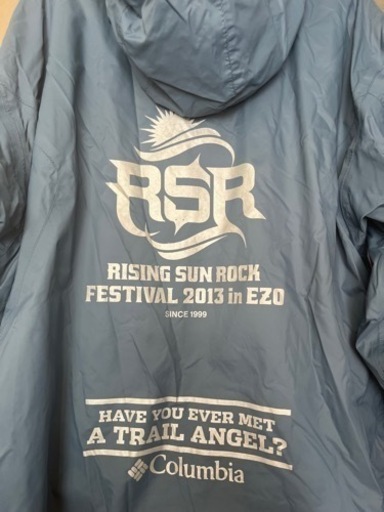 RSR
RISING SUN ROCK
FESTIVAL 2013 in EZO
SINCE 1999
HAVE YOU EVER MET
A TRAIL ANGEL?
Columbia